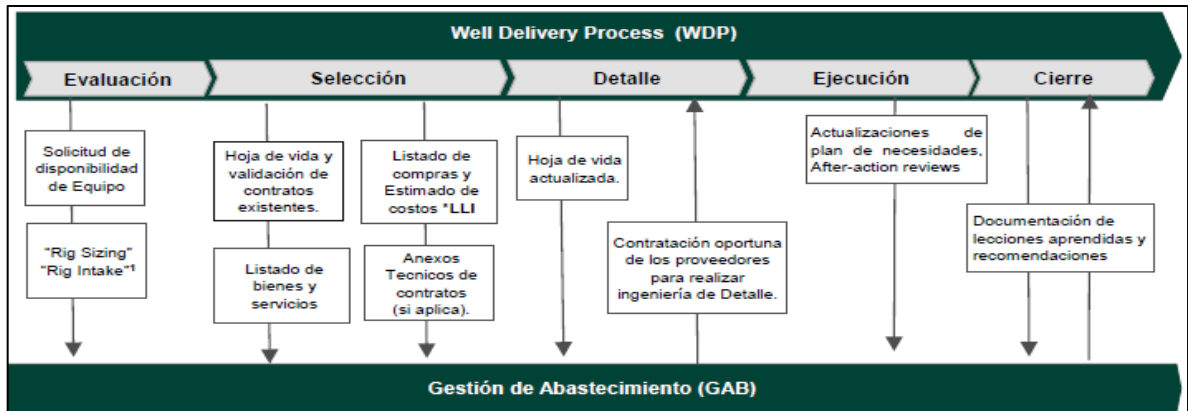 Well Delivery Process (WDP)
Evaluación
Selección
Detalle
Ejecución
Cierre
Solicitud de
disponibilidad
de Equipo
"Rig Sizing"
"Rig Intake"¹
Hoja de vida y
validación de
contratos
existentes.
Listado de
bienes y
servicios
Listado de
compras y
Estimado de
costos *LLI
Anexos
Tecnicos de
contratos
(si aplica).
Hoja de vida
actualizada.
Contratación oportuna
de los proveedores
para realizar
ingeniería de Detalle.
Actualizaciones de
plan de necesidades,
After-action reviews
Documentación de
lecciones aprendidas y
recomendaciones
Gestión de Abastecimiento (GAB)